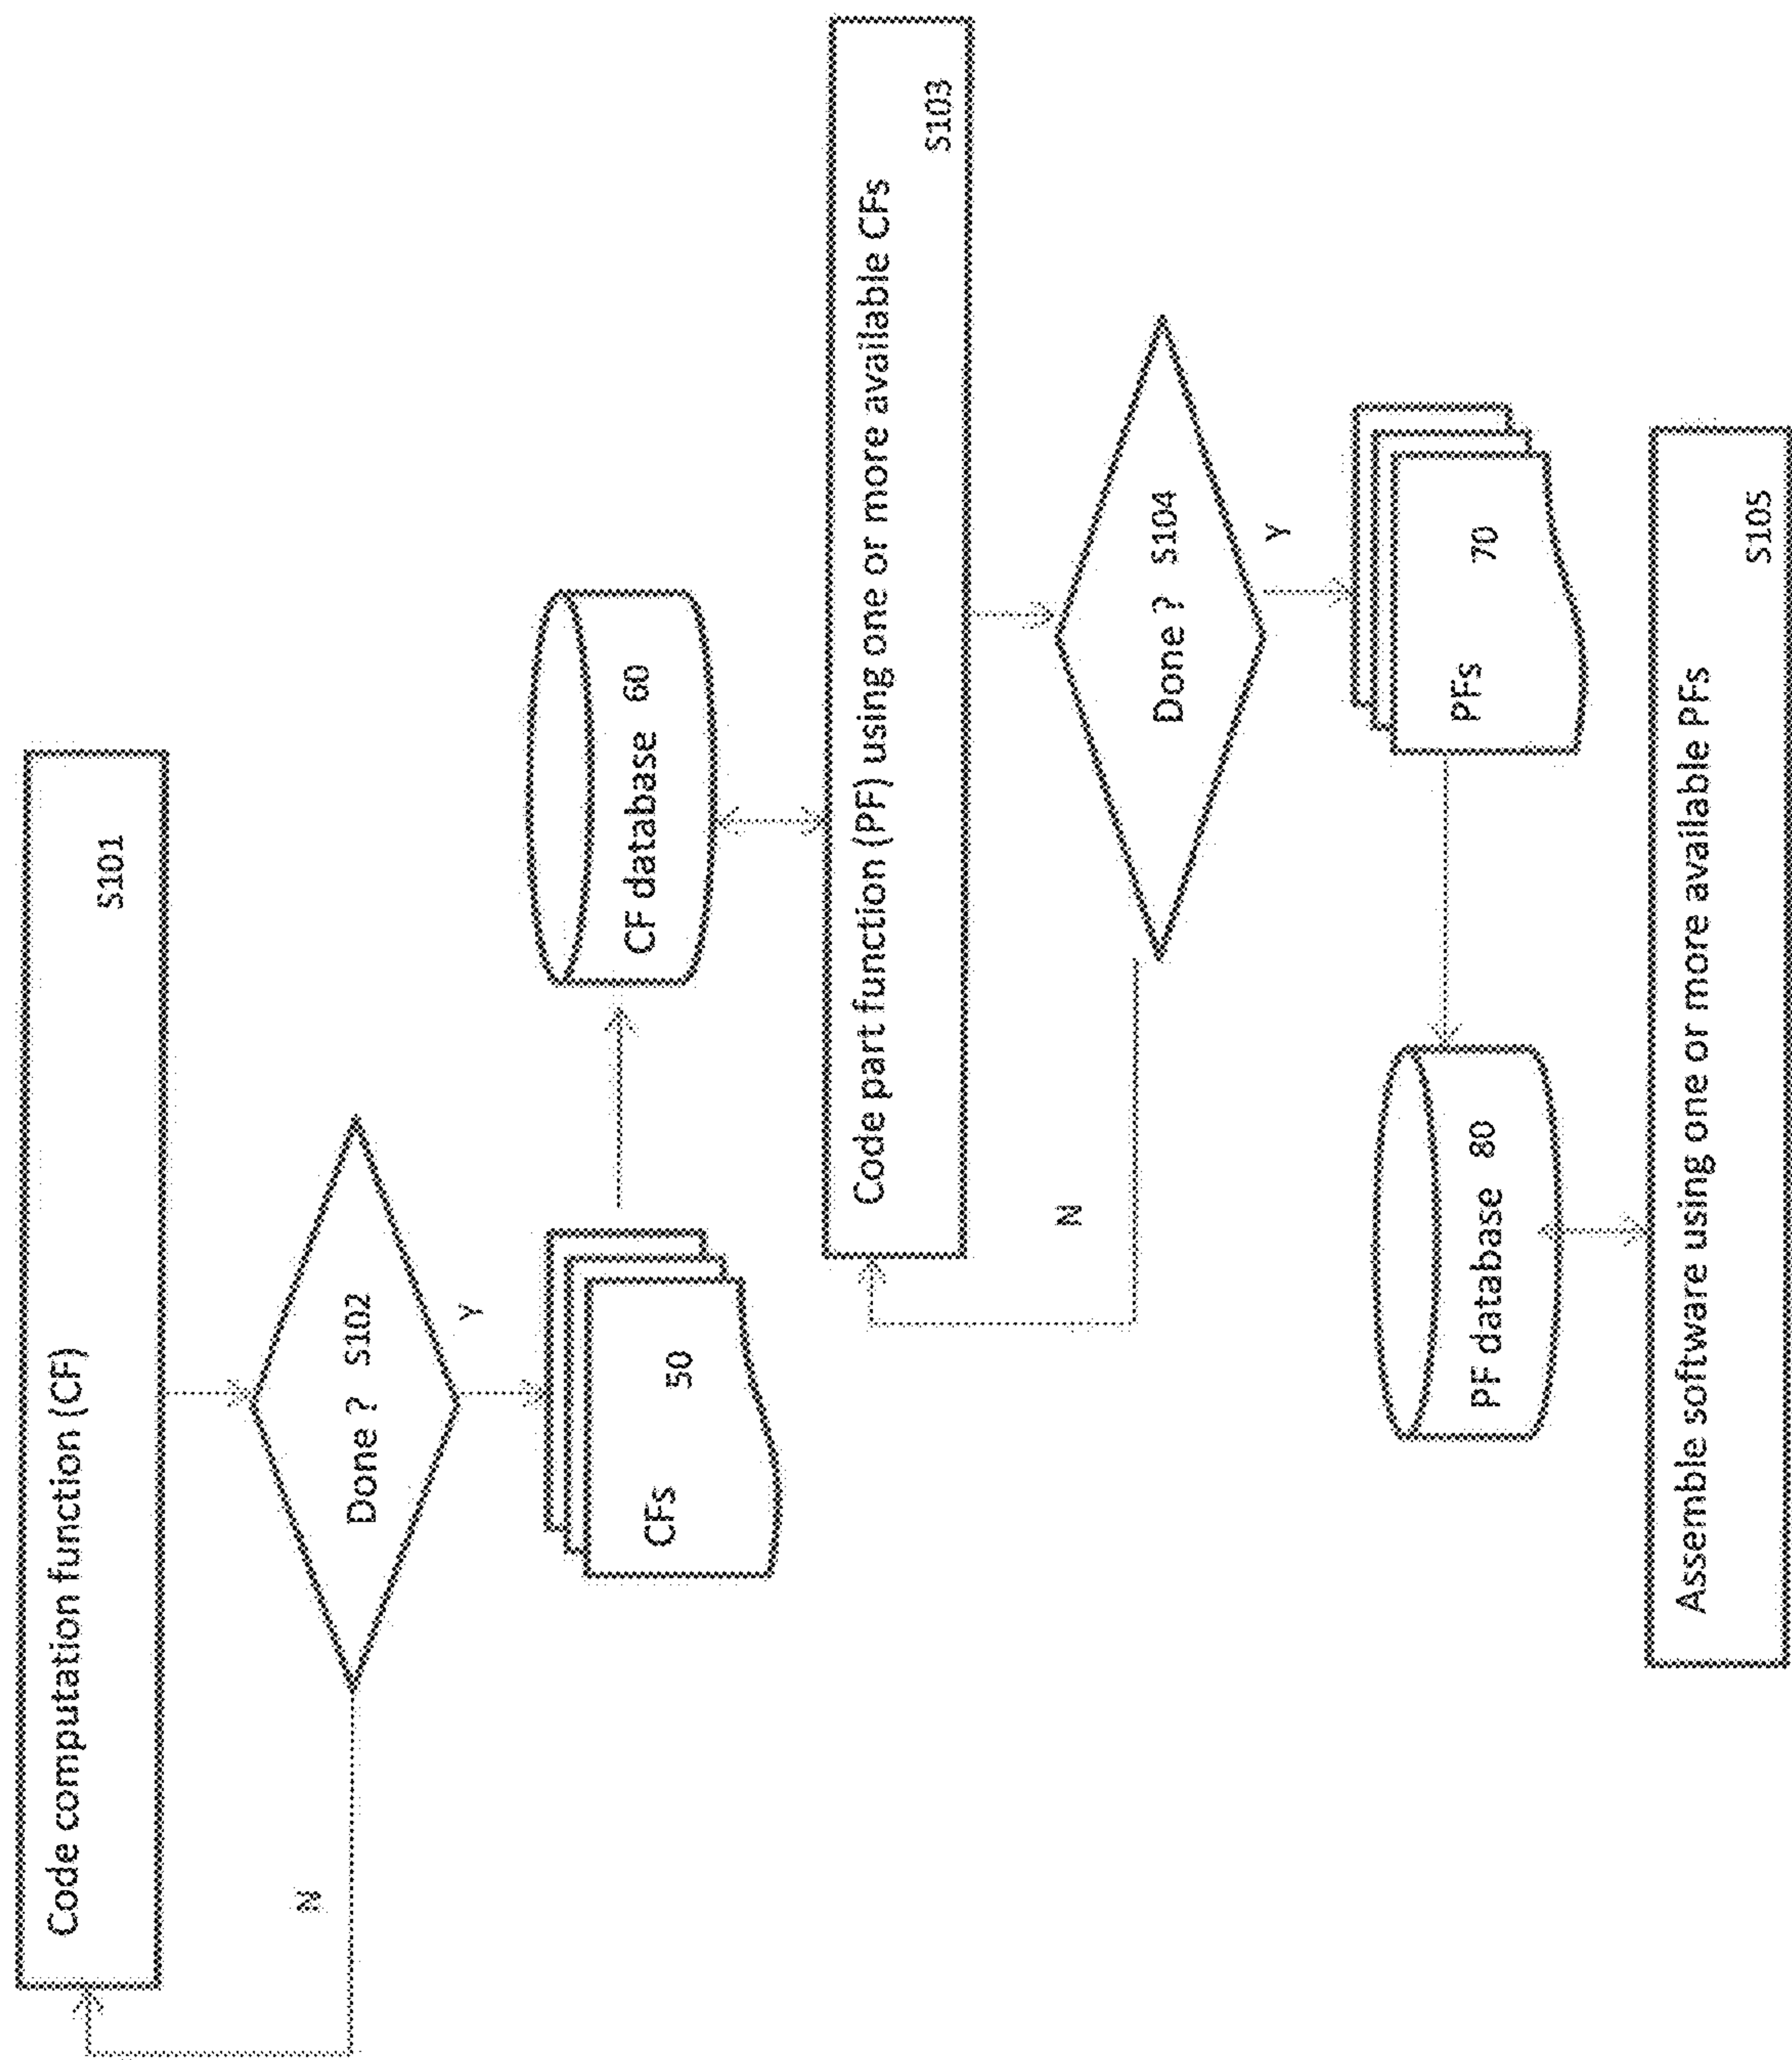 Code computation function (CF)
S101
Done ? S102
N
Y
CFs 50
CF database 60
Code part function (PF) using one or more available CFs
S103
Done ? S104
N
Y
PFs 70
PF database 80
Assemble software using one or more available PFs
S105